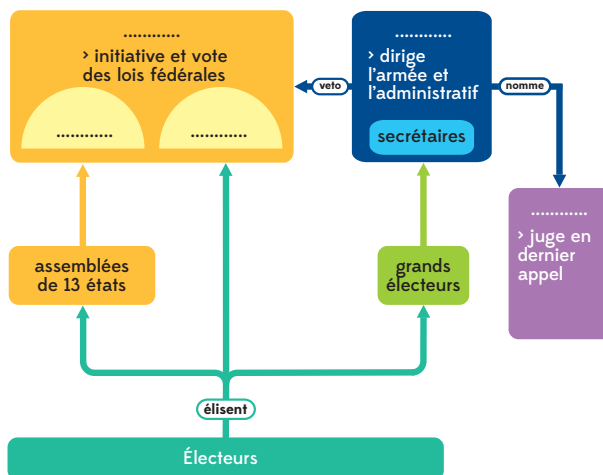 ............
> initiative et vote
des lois fédérales
............
............
veto
............
> dirige
l'armée et
l'administratif
secrétaires
nomme
............
> juge en
dernier
appel
assemblées
de 13 états
grands
électeurs
élisent
Électeurs